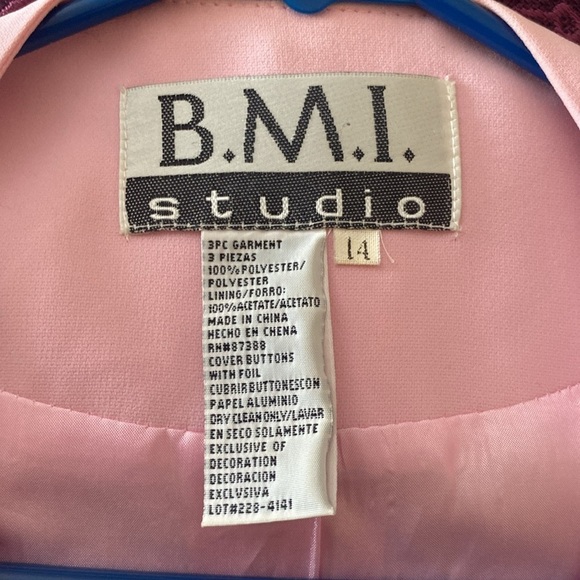 B.M.I.
studio
14
3PC GARMENT
3 PIEZAS
100% POLYESTER/
POLYESTER
LINING/FORRO:
100% ACETATE/ACETATO
MADE IN CHINA
HECHO EN CHENA
RN#87388
COVER BUTTONS
WITH FOIL
CUBRIRBUTTONESCON
PAPEL ALUMINIO
DRY CLEAN ONLY/LAVAR
EN SECO SOLAMENTE
EXCLUSIVE OF
DECORATION
DECORACION
EXCLVSIVA
LOT#228-4141